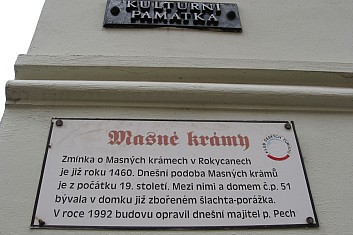 KULTURNÍ
PAMÁTKA
Masné krámy
Zmínka o Masných krámech v Rokycanech
je již roku 1460. Dnešní podoba Masných krámů
je z počátku 19. století. Mezi nimi a domem č.p. 51
bývala v domku již zbořeném šlachta-porážka.
V roce 1992 budovu opravil dnešní majitel p. Pech